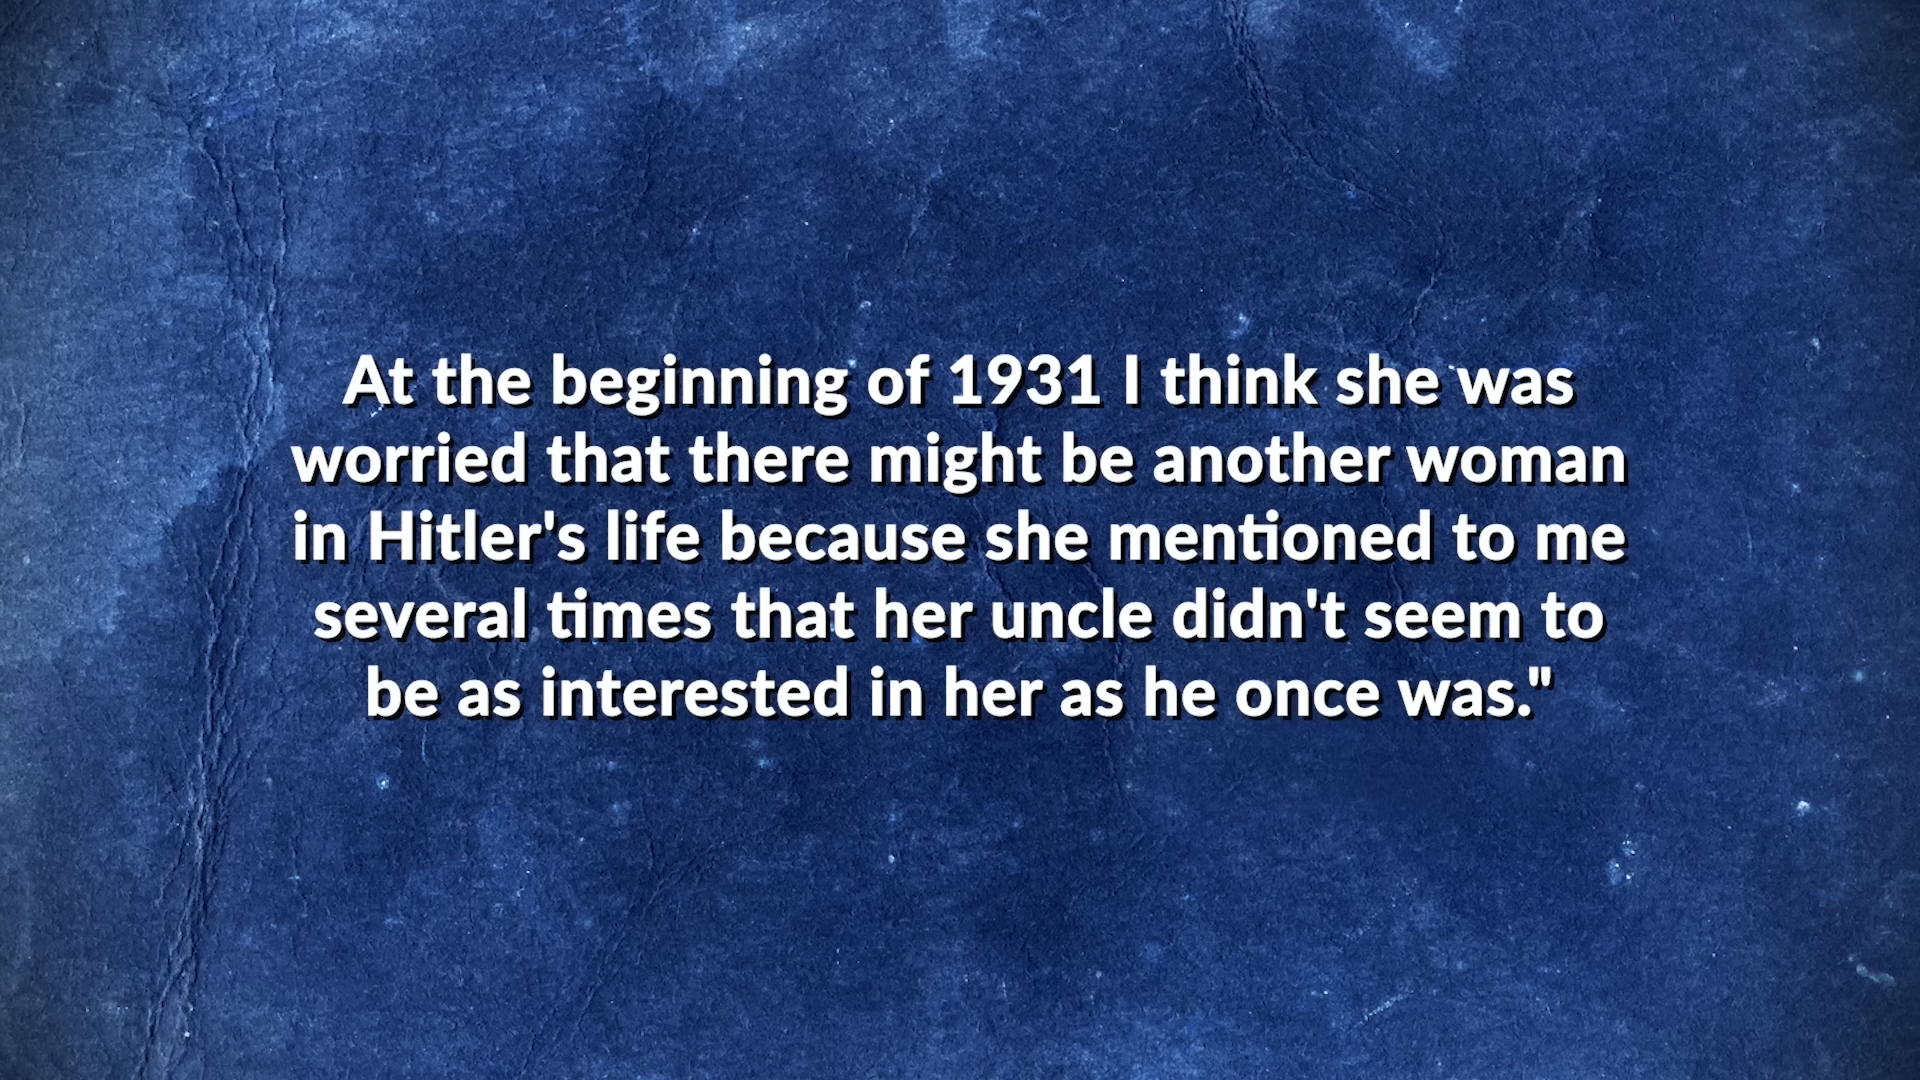 At the beginning of 1931 I think she was
worried that there might be another woman
in Hitler's life because she mentioned to me
several times that her uncle didn't seem to
be as interested in her as he once was."